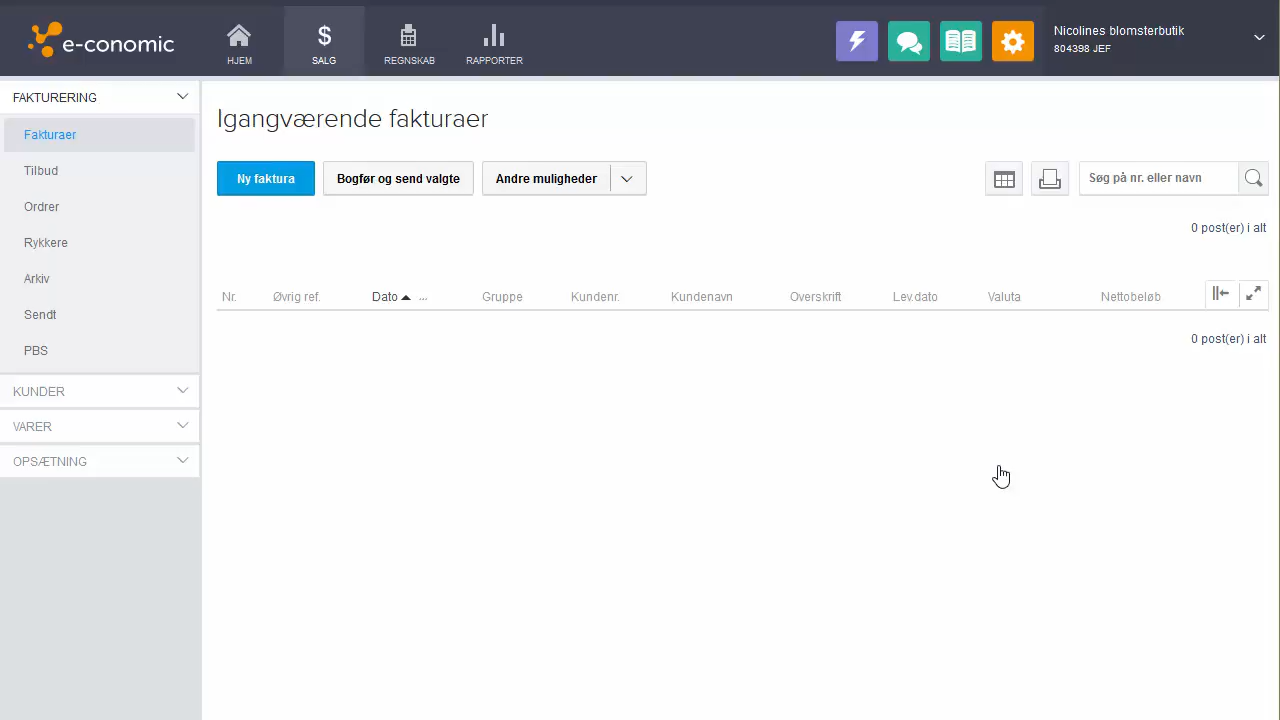 e-conomic
HJEM
SALG
REGNSKAB
RAPPORTER
Nicolines blomsterbutik
804398 JEF
FAKTURERING
Fakturaer
Tilbud
Ordrer
Rykkere
Arkiv
Sendt
PBS
KUNDER
VARER
OPSÆTNING
Igangværende fakturaer
Ny faktura
Bogfør og send valgte
Andre muligheder
Søg på nr. eller navn
0 post(er) i alt
Nr. Øvrig ref. Dato ... Gruppe Kundenr. Kundenavn Overskrift Lev.dato Valuta Nettobeløb
0 post(er) i alt